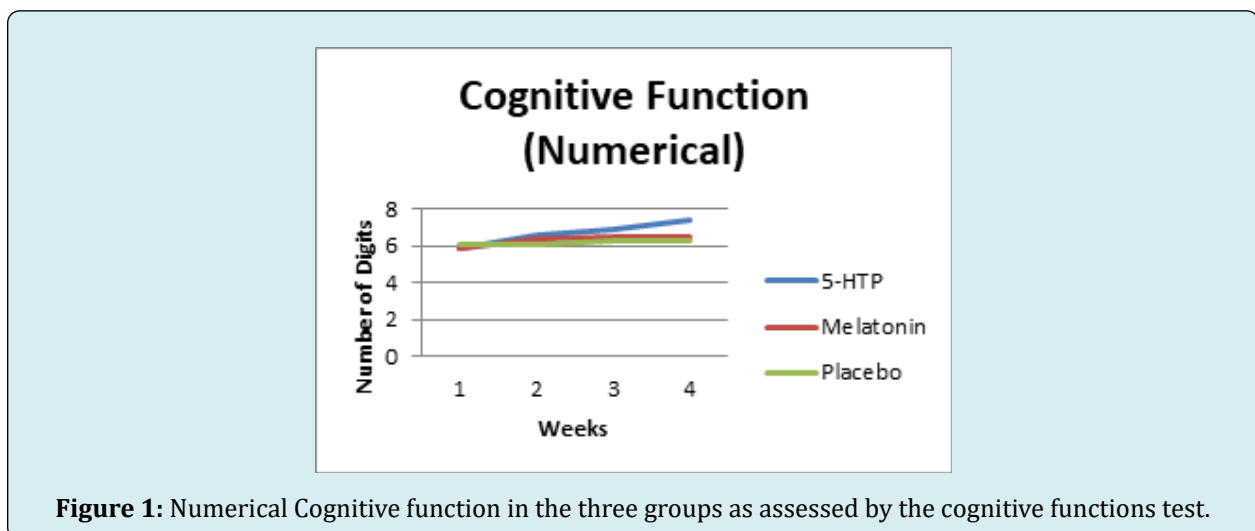 Cognitive Function
(Numerical)
Number of Digits
8
6
4
2
0
1 2 3 4
Weeks
5-HTP
Melatonin
Placebo
Figure 1: Numerical Cognitive function in the three groups as assessed by the cognitive functions test.